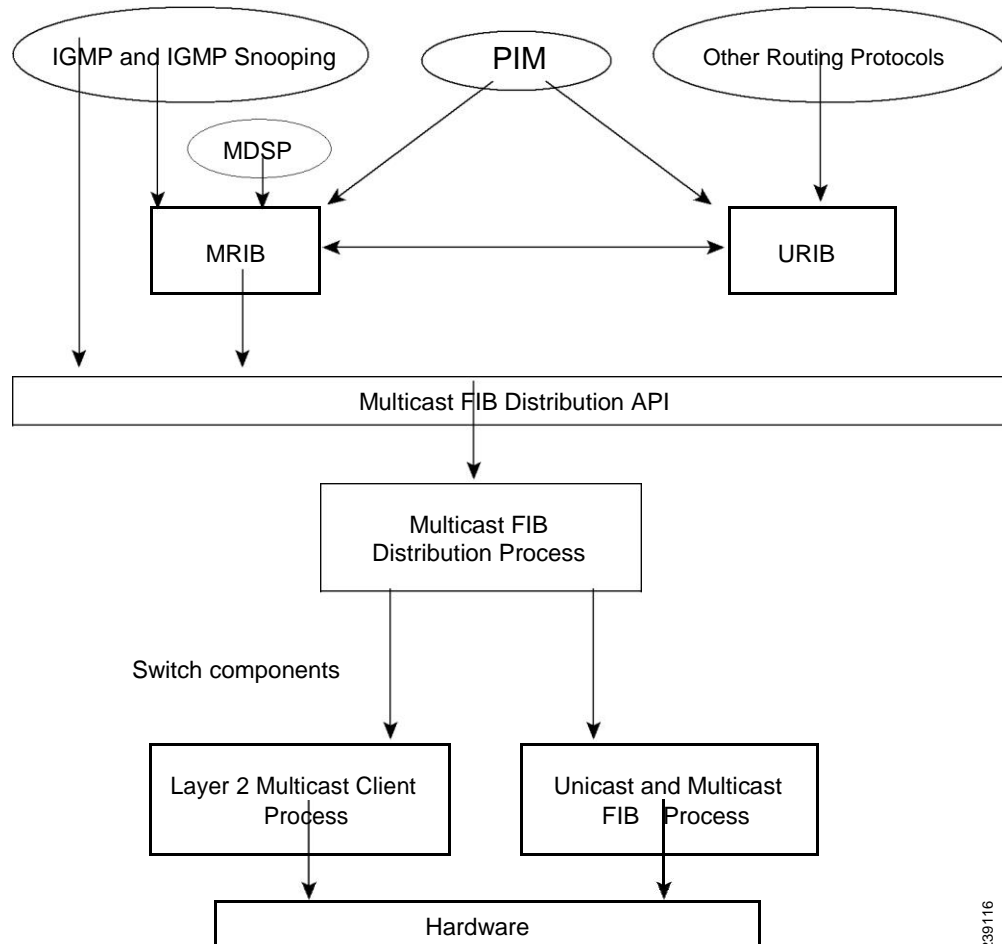 IGMP and IGMP Snooping
PIM
Other Routing Protocols
MDSP
MRIB
URIB
Multicast FIB Distribution API
Multicast FIB
Distribution Process
Switch components
Layer 2 Multicast Client
Process
Unicast and Multicast
FIB Process
Hardware
239116